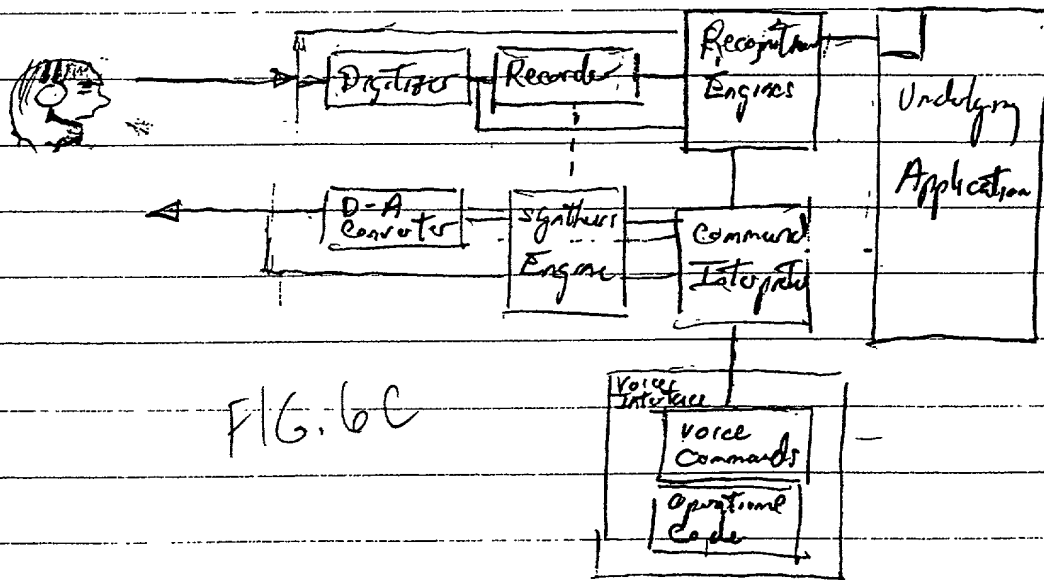 Digitizer
Recorder
Recognition
Engines
Underlying
Application
D-A
Converter
Synthesis
Engine
Command
Interpreter
Voice
Interface
Voice
Commands
Operational
Code
FIG. 6C